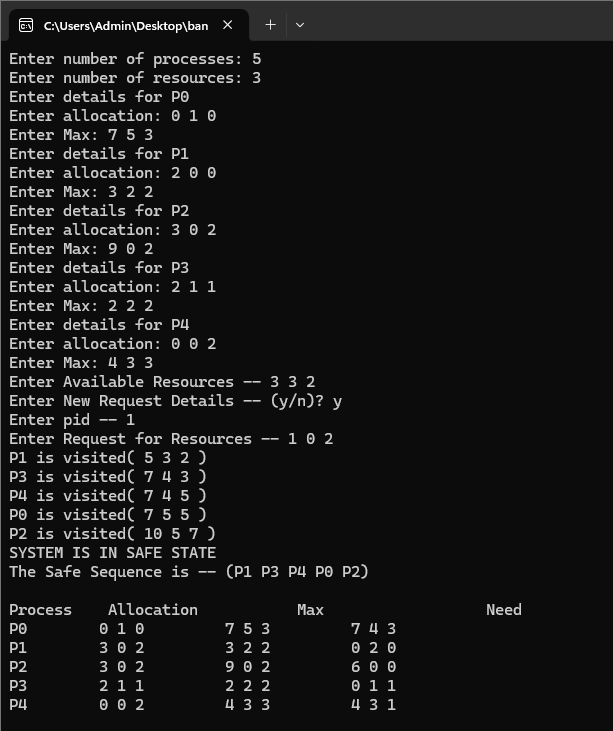 C:\Users\Admin\Desktop\ban
Enter number of processes: 5
Enter number of resources: 3
Enter details for P0
Enter allocation: 0 1 0
Enter Max: 7 5 3
Enter details for P1
Enter allocation: 2 0 0
Enter Max: 3 2 2
Enter details for P2
Enter allocation: 3 0 2
Enter Max: 9 0 2
Enter details for P3
Enter allocation: 2 1 1
Enter Max: 2 2 2
Enter details for P4
Enter allocation: 0 0 2
Enter Max: 4 3 3
Enter Available Resources -- 3 3 2
Enter New Request Details -- (y/n)? y
Enter pid -- 1
Enter Request for Resources -- 1 0 2
P1 is visited( 5 3 2 )
P3 is visited( 7 4 3 )
P4 is visited( 7 4 5 )
P0 is visited( 7 5 5 )
P2 is visited( 10 5 7 )
SYSTEM IS IN SAFE STATE
The Safe Sequence is -- (P1 P3 P4 P0 P2)
Process Allocation Max Need
P0 0 1 0 7 5 3 7 4 3
P1 3 0 2 3 2 2 0 2 0
P2 3 0 2 9 0 2 6 0 0
P3 2 1 1 2 2 2 0 1 1
P4 0 0 2 4 3 3 4 3 1